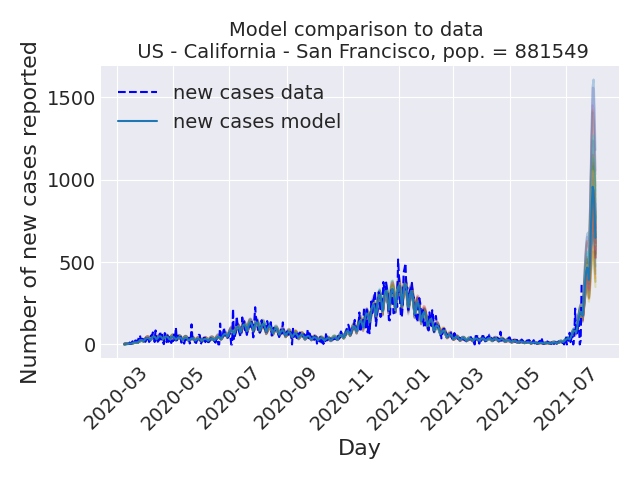 Model comparison to data
US - California - San Francisco, pop. = 881549
Number of new cases reported
1500
1000
500
0
new cases data
new cases model
2020-03
2020-05
2020-07
2020-09
2020-11
2021-01
2021-03
2021-05
2021-07
Day